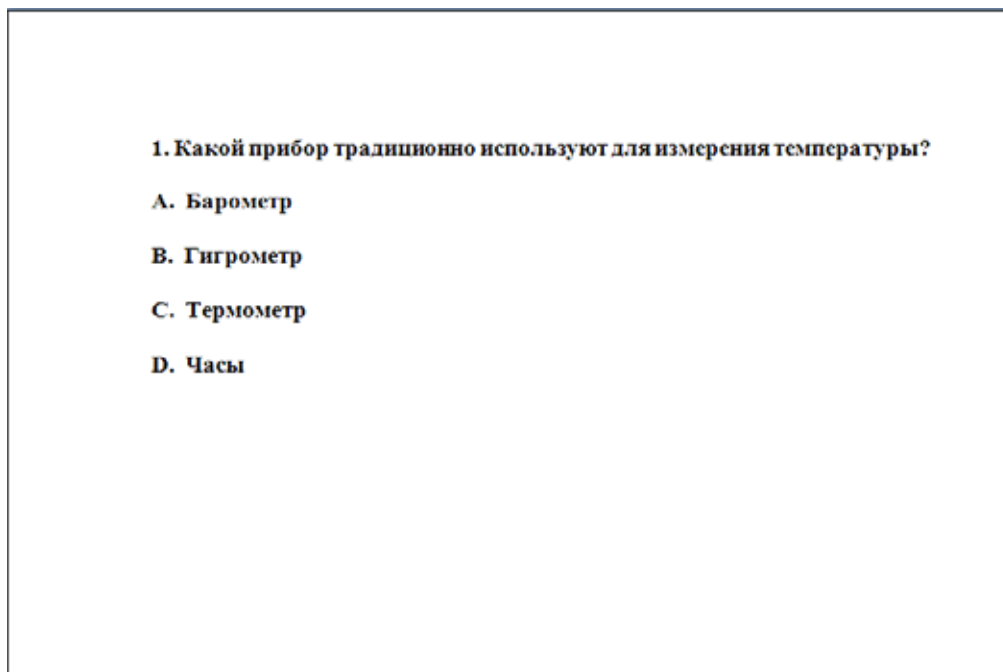 1. Какой прибор традиционно используют для измерения температуры?
A. Барометр
B. Гигрометр
C. Термометр
D. Часы